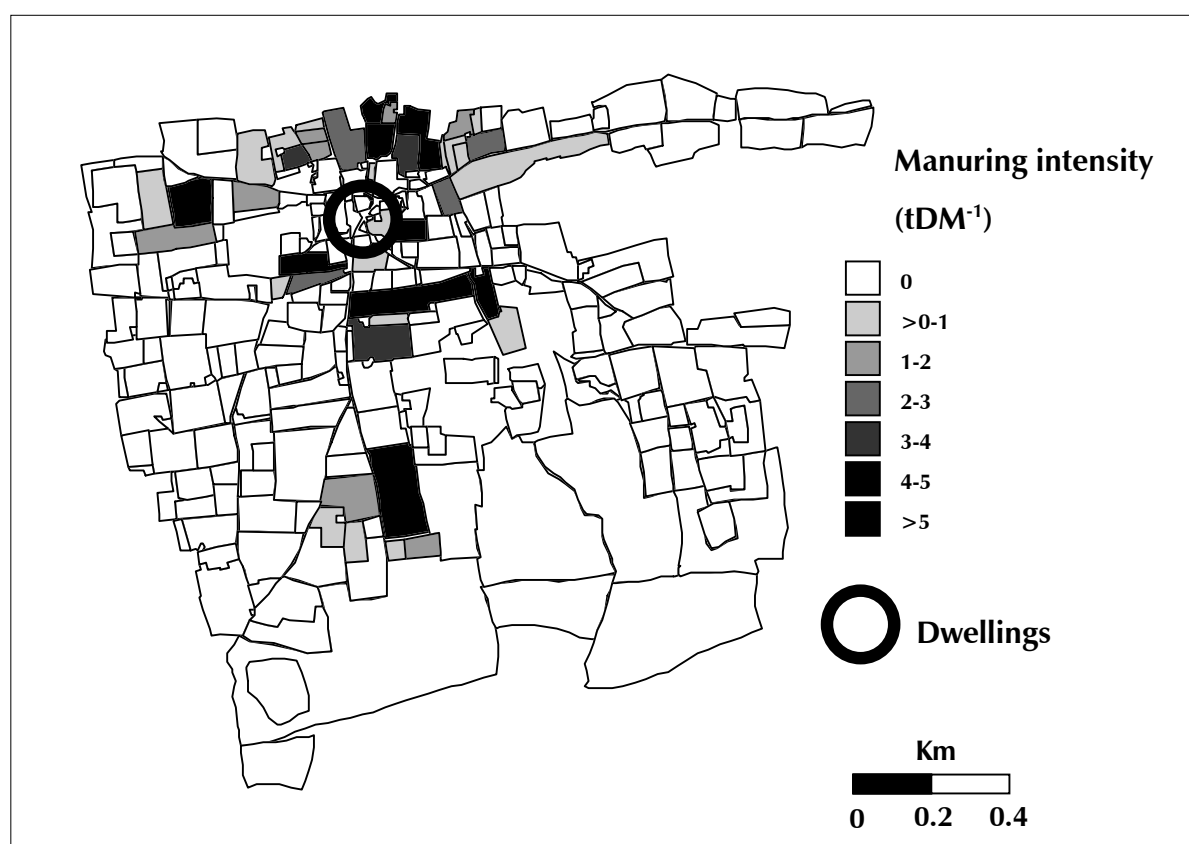 Manuring intensity
(tDM⁻¹)
0
>0-1
1-2
2-3
3-4
4-5
>5
Dwellings
Km
0 0.2 0.4